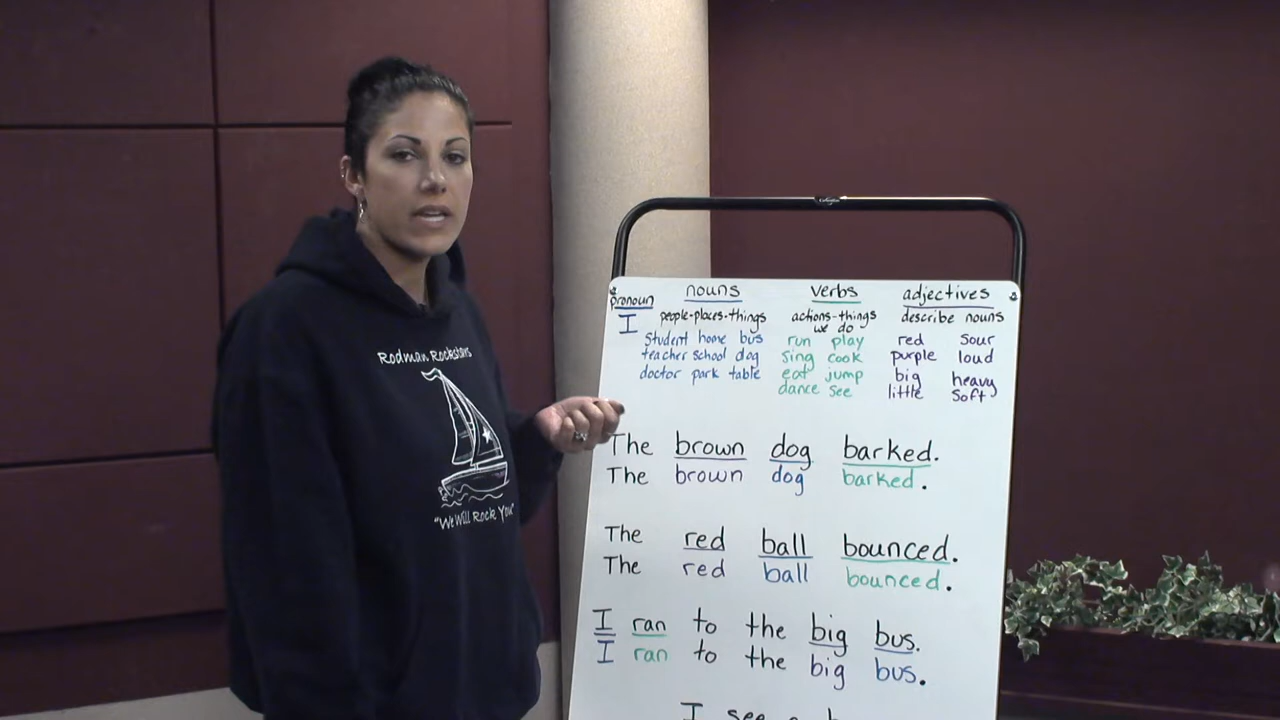 Rodman Rockstars
"We Will Rock You"
pronoun nouns verbs adjectives
I people-places-things actions-things we do describe nouns
student home bus run play red sour
teacher school dog sing cook purple loud
doctor park table eat jump big heavy
dance see little soft
The brown dog barked.
The brown dog barked.
The red ball bounced.
The red ball bounced.
I ran to the big bus.
I ran to the big bus.
I see a